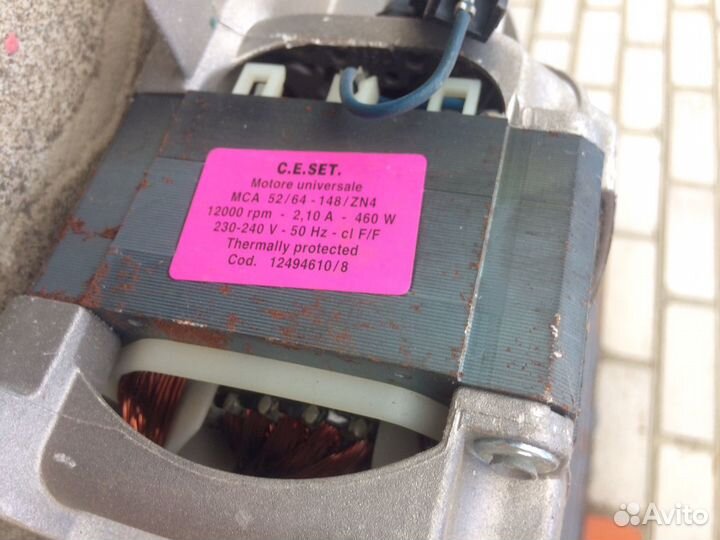 C.E.SET.
Motore universale
MCA 52/64 - 148/ZN4
12000 rpm - 2,10 A - 460 W
230-240 V - 50 Hz - cl F/F
Thermally protected
Cod. 12494610/8
Avito